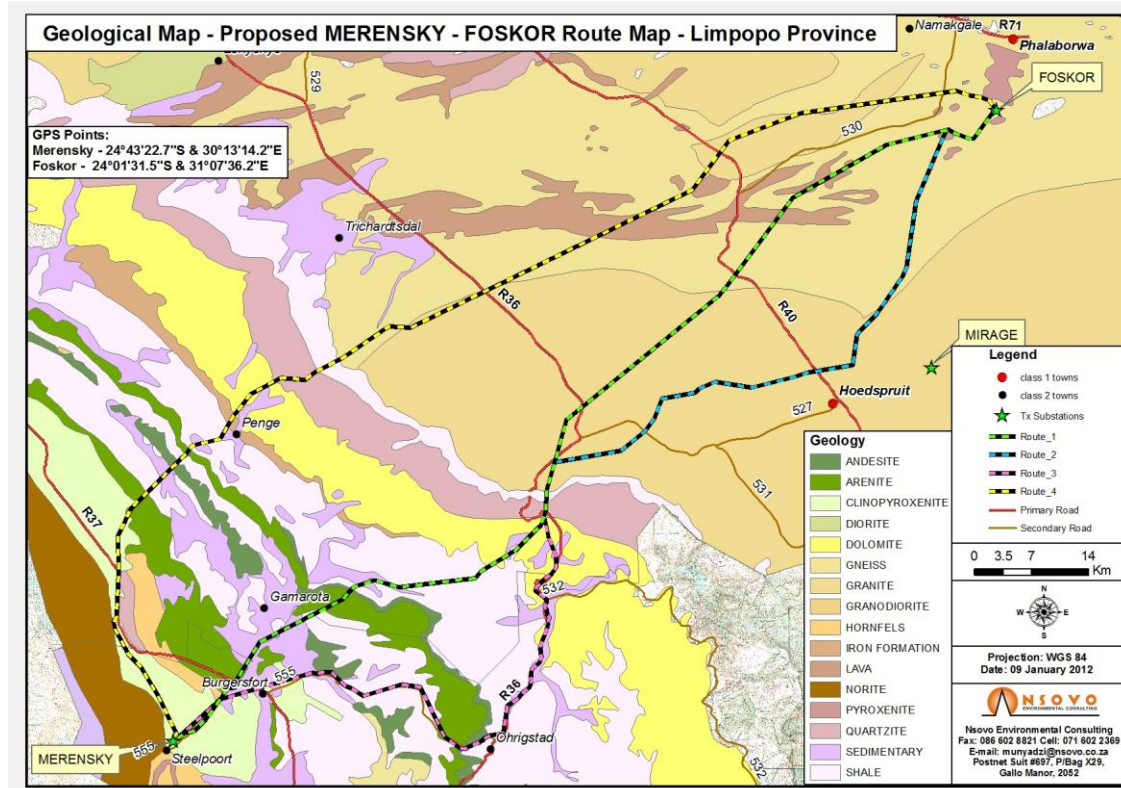 Geological Map - Proposed MERENSKY - FOSKOR Route Map - Limpopo Province
Namakgale
R71
Phalaborwa
FOSKOR
529
530
GPS Points:
Merensky - 24°43'22.7"S & 30°13'14.2"E
Foskor - 24°01'31.5"S & 31°07'36.2"E
Trichardtsdal
R36
R40
MIRAGE
Hoedspruit
527
Penge
531
R37
532
Gamarota
Burgersfort
555
R36
Ohrigstad
555
Steelpoort
MERENSKY
532
Legend
class 1 towns
class 2 towns
Tx Substations
Route_1
Route_2
Route_3
Route_4
Primary Road
Secondary Road
Geology
ANDESITE
ARENITE
CLINOPYROXENITE
DIORITE
DOLOMITE
GNEISS
GRANITE
GRANODIORITE
HORNFELS
IRON FORMATION
LAVA
NORITE
PYROXENITE
QUARTZITE
SEDIMENTARY
SHALE
0 3.5 7 14
Km
N
W E
S
Projection: WGS 84
Date: 09 January 2012
NSOVO
ENVIRONMENTAL CONSULTING
Nsovo Environmental Consulting
Fax: 086 602 8821 Cell: 071 602 2369
E-mail: munyadzi@nsovo.co.za
Postnet Suit #697, P/Bag X29,
Gallo Manor, 2052